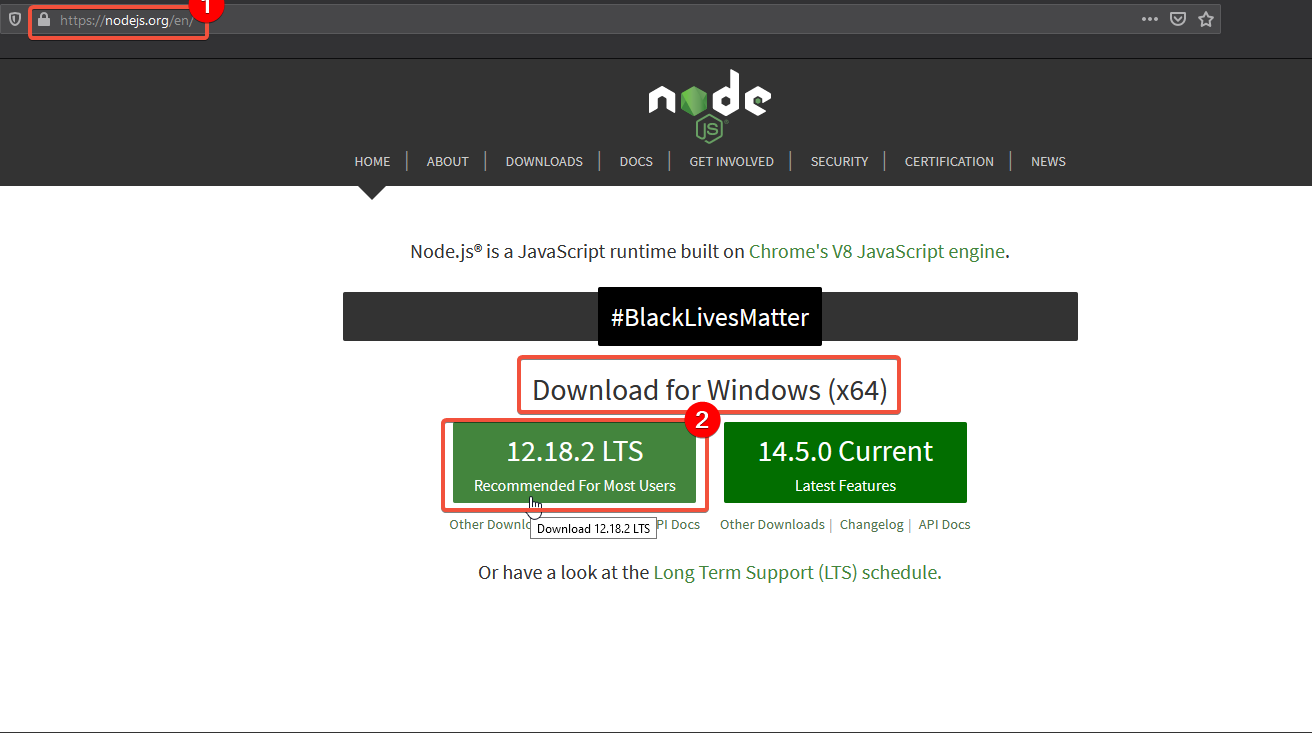 1
https://nodejs.org/en/
node
JS
HOME | ABOUT | DOWNLOADS | DOCS | GET INVOLVED | SECURITY | CERTIFICATION | NEWS
Node.js® is a JavaScript runtime built on Chrome's V8 JavaScript engine.
#BlackLivesMatter
Download for Windows (x64)
2
12.18.2 LTS
Recommended For Most Users
14.5.0 Current
Latest Features
Other PI Docs
Download 12.18.2 LTS
Other Downloads | Changelog | API Docs
Or have a look at the Long Term Support (LTS) schedule.